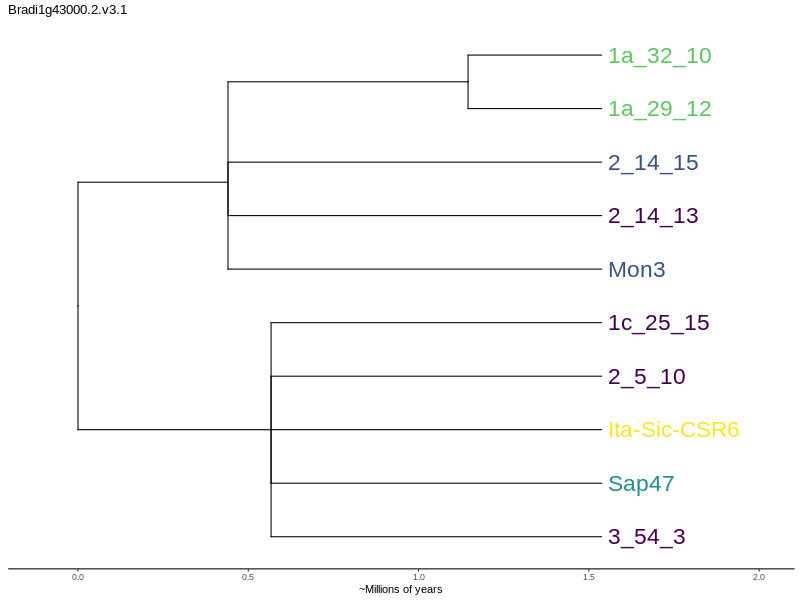 Bradi1g43000.2.v3.1
1a_32_10
1a_29_12
2_14_15
2_14_13
Mon3
1c_25_15
2_5_10
Ita-Sic-CSR6
Sap47
3_54_3
0.0 0.5 1.0 1.5 2.0
~Millions of years